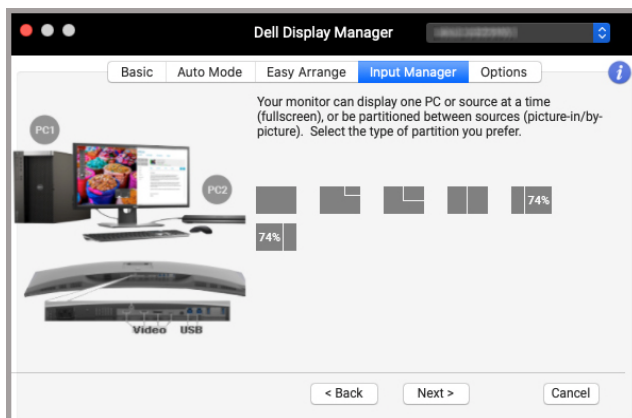 Dell Display Manager
Basic Auto Mode Easy Arrange Input Manager Options i
Your monitor can display one PC or source at a time
(fullscreen), or be partitioned between sources (picture-in/by-
picture). Select the type of partition you prefer.
PC1
PC2
74%
74%
Video USB
< Back Next > Cancel